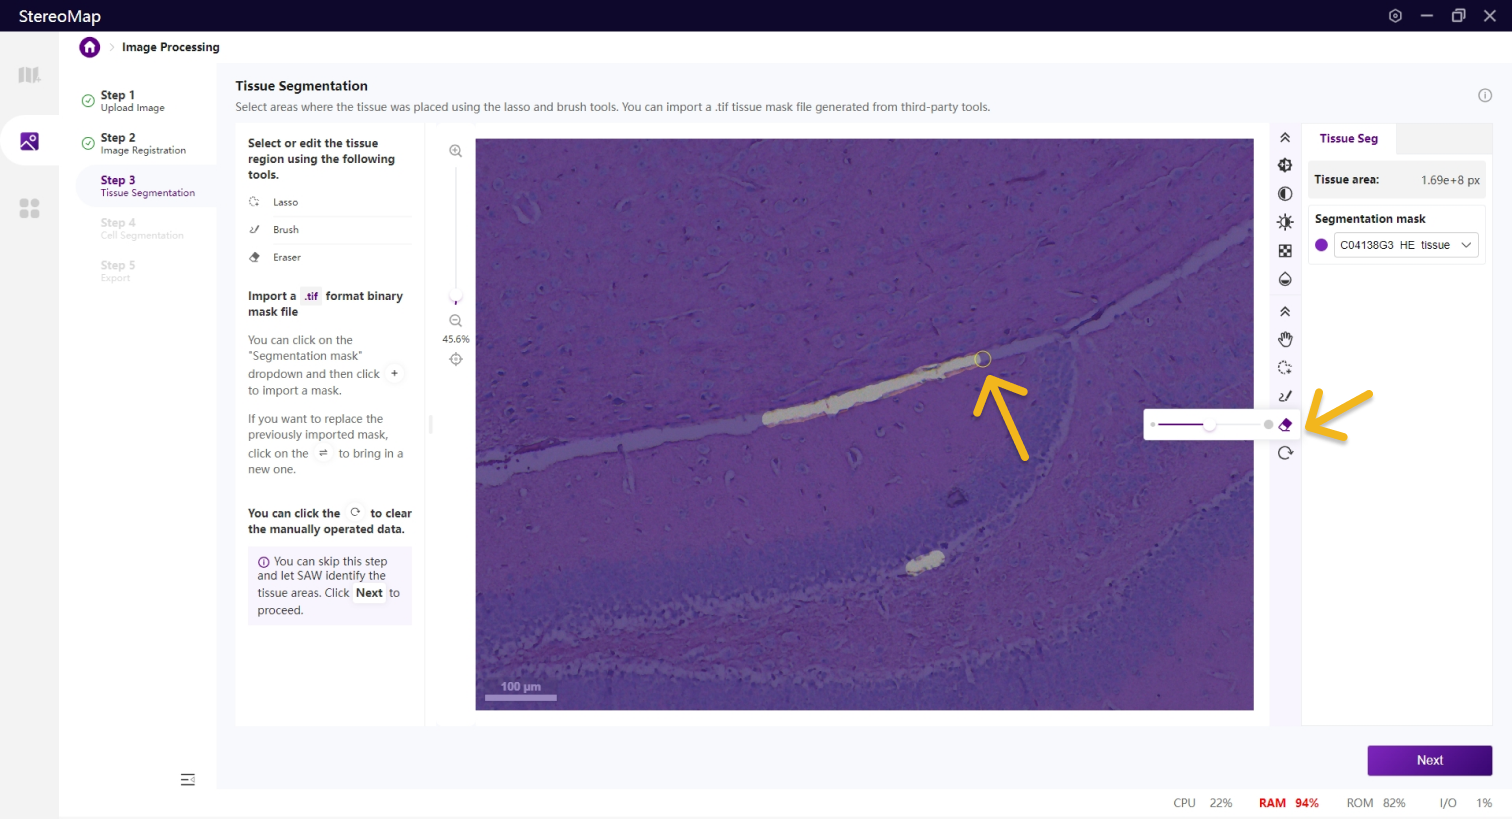 StereoMap
Image Processing
Step 1
Upload Image
Step 2
Image Registration
Step 3
Tissue Segmentation
Step 4
Cell Segmentation
Step 5
Export
Tissue Segmentation
Select areas where the tissue was placed using the lasso and brush tools. You can import a .tif tissue mask file generated from third-party tools.
Select or edit the tissue
region using the following
tools.
Lasso
Brush
Eraser
Import a .tif format binary
mask file
You can click on the
"Segmentation mask"
dropdown and then click +
to import a mask.
If you want to replace the
previously imported mask,
click on the ⇌ to bring in a
new one.
You can click the to clear
the manually operated data.
You can skip this step
and let SAW identify the
tissue areas. Click Next to
proceed.
45.6%
100 μm
Tissue Seg
Tissue area: 1.69e+8 px
Segmentation mask
C04138G3 HE tissue
Next
CPU 22% RAM 94% ROM 82% I/O 1%